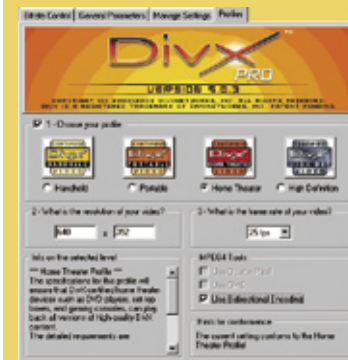 Bitrate Control General Parameters Manage Settings Profiles
DivX
PRO
VERSION 5.0.3
1 - Choose your profile
Handheld Portable Home Theater High Definition
2 - What is the resolution of your video? 3 - What is the frame rate of your video?
640 x 352 25 fps
Info on the selected level MPEG4 Tools
** Home Theater Profile **
The specifications for this profile will
ensure that DivX certified home theater
devices such as DVD players, set top
boxes, and gaming consoles, can play
back all versions of high-quality DivX
content.
The detailed requirements are
Use Quarter Pixel
Use GMC
Use Bidirectional Encoding
The current setting conforms to the Home
Theater Profile!